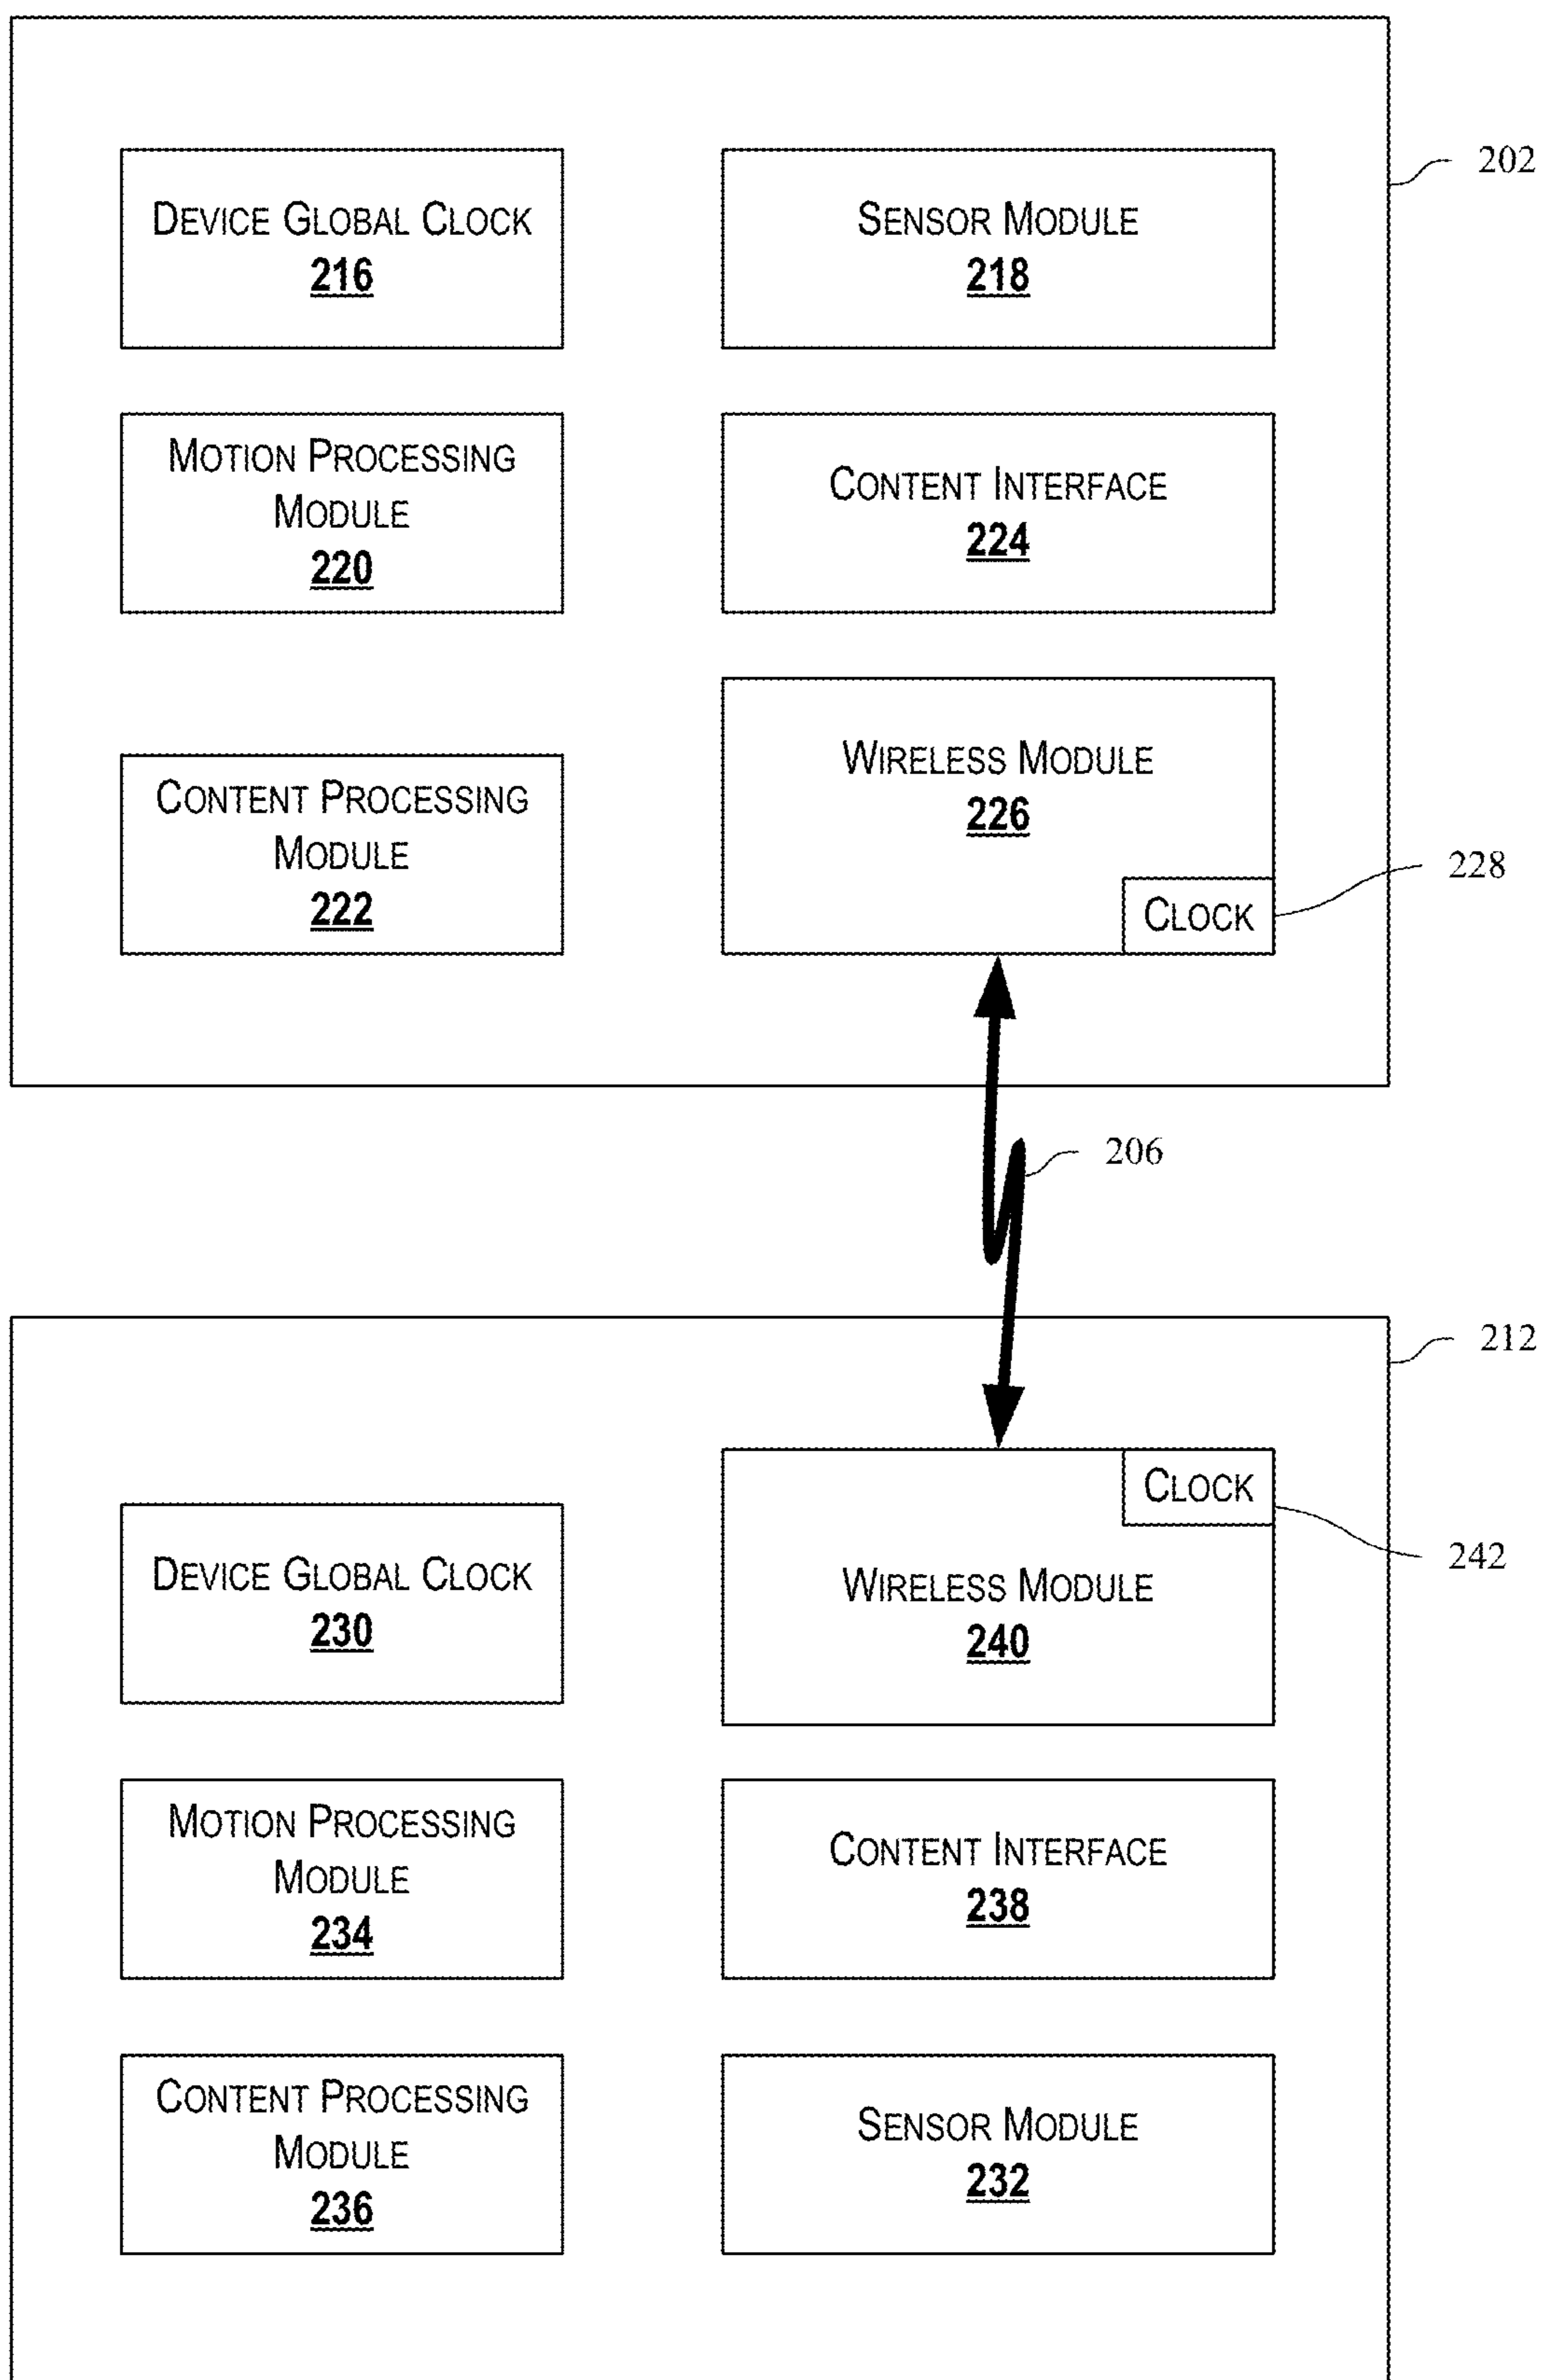 DEVICE GLOBAL CLOCK
216
SENSOR MODULE
218
202
MOTION PROCESSING
MODULE
220
CONTENT INTERFACE
224
CONTENT PROCESSING
MODULE
222
WIRELESS MODULE
226
CLOCK
228
206
212
DEVICE GLOBAL CLOCK
230
CLOCK
242
WIRELESS MODULE
240
MOTION PROCESSING
MODULE
234
CONTENT INTERFACE
238
CONTENT PROCESSING
MODULE
236
SENSOR MODULE
232